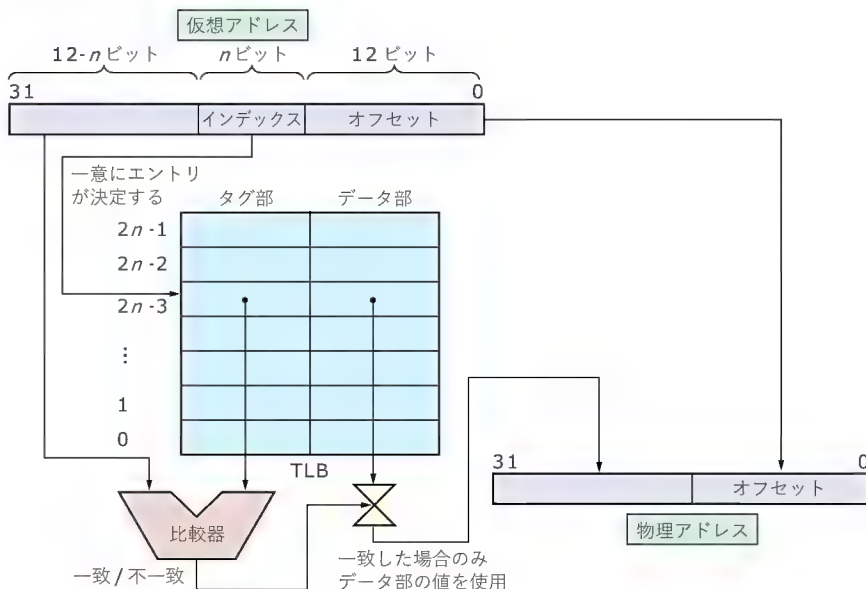 仮想アドレス
12-nビット nビット 12 ビット
31 0
インデックス オフセット
一意にエントリ
が決定する
タグ部 データ部
2n-1
2n-2
2n-3
⋮
1
0
TLB
31 0
オフセット
比較器
物理アドレス
一致した場合のみ
データ部の値を使用
一致/不一致